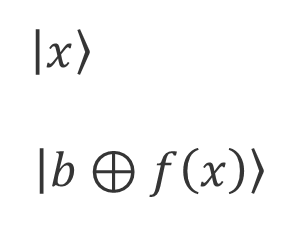 |x⟩
|b ⊕ f(x)⟩